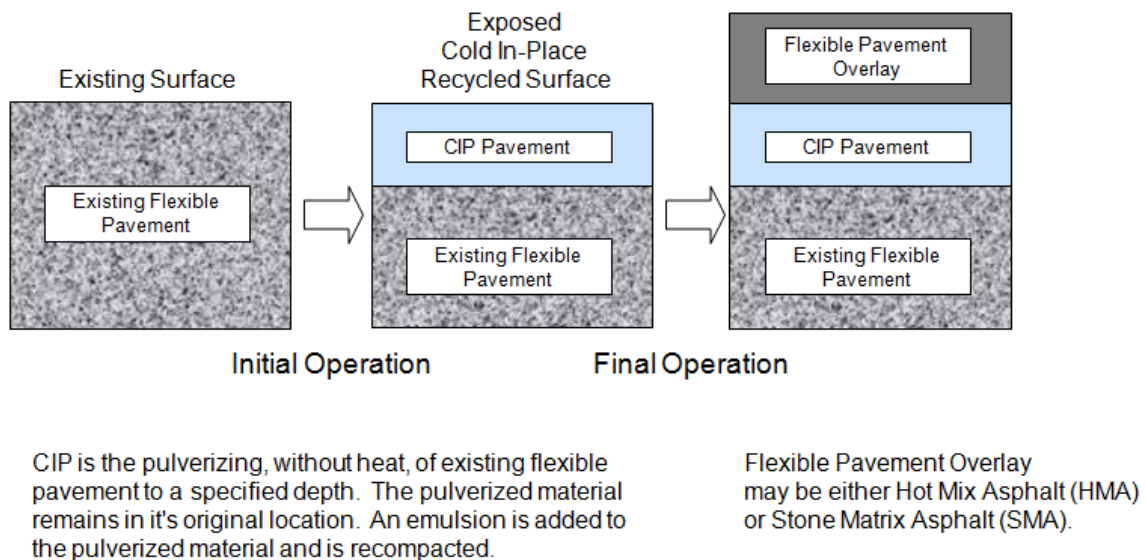 Existing Surface
Existing Flexible
Pavement
Exposed
Cold In-Place
Recycled Surface
CIP Pavement
Existing Flexible
Pavement
Flexible Pavement
Overlay
CIP Pavement
Existing Flexible
Pavement
Initial Operation
Final Operation
CIP is the pulverizing, without heat, of existing flexible
pavement to a specified depth.  The pulverized material
remains in it's original location.  An emulsion is added to
the pulverized material and is recompacted.
Flexible Pavement Overlay
may be either Hot Mix Asphalt (HMA)
or Stone Matrix Asphalt (SMA).